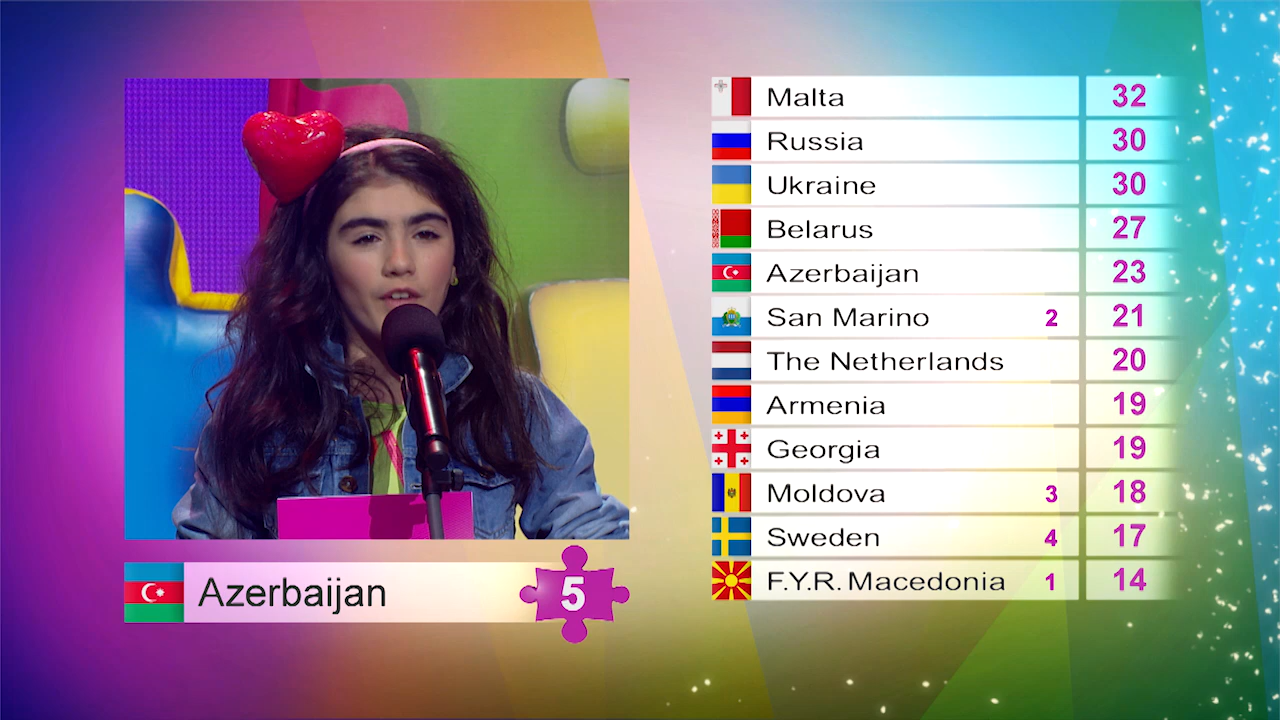 Malta 32
Russia 30
Ukraine 30
Belarus 27
Azerbaijan 23
San Marino 2 21
The Netherlands 20
Armenia 19
Georgia 19
Moldova 3 18
Sweden 4 17
F.Y.R. Macedonia 1 14
Azerbaijan 5